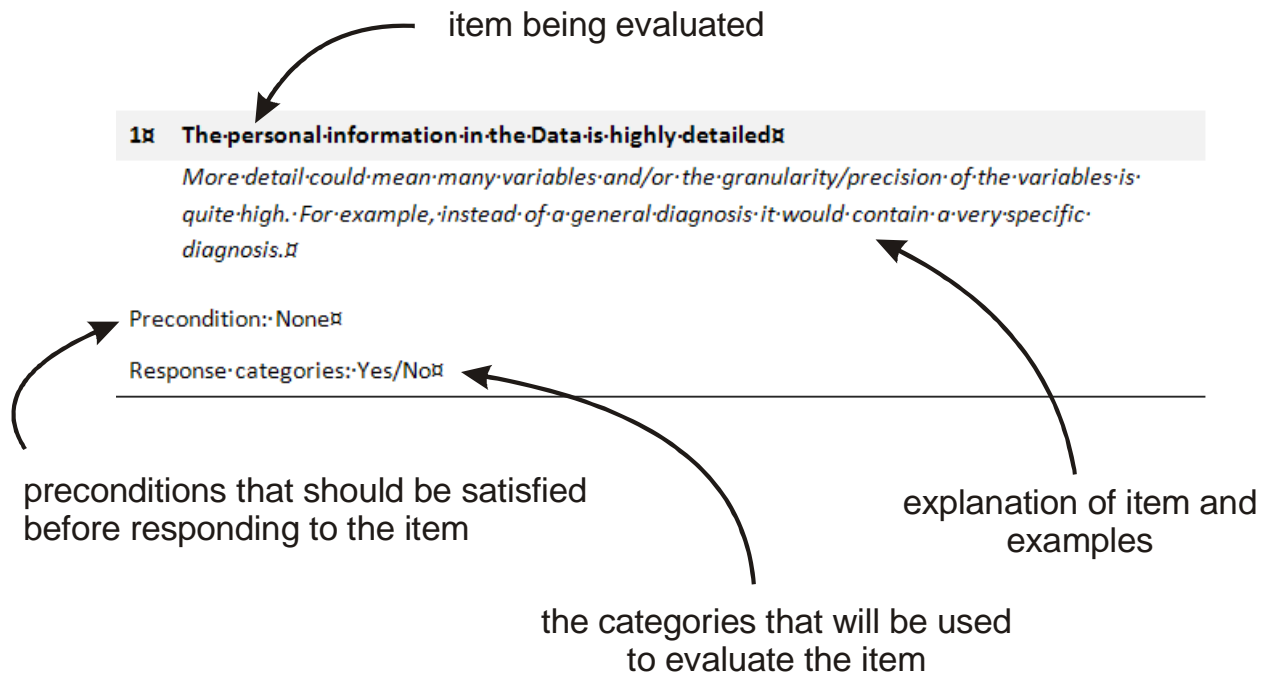 item being evaluated
1¤ The·personal·information·in·the·Data·is·highly·detailed¤
More·detail·could·mean·many·variables·and/or·the·granularity/precision·of·the·variables·is·
quite·high.·For·example,·instead·of·a·general·diagnosis·it·would·contain·a·very·specific·
diagnosis.¤
Precondition:·None¤
Response·categories:·Yes/No¤
preconditions that should be satisfied
before responding to the item
explanation of item and
examples
the categories that will be used
to evaluate the item